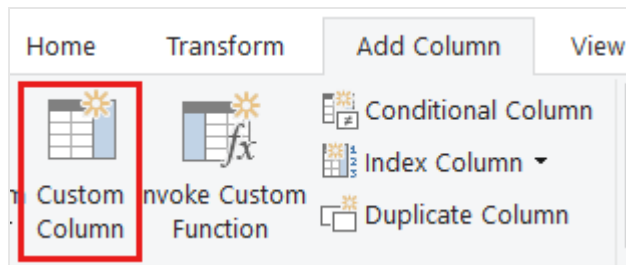 Home Transform Add Column View
Custom Column
nvoke Custom Function
Conditional Column
Index Column
Duplicate Column